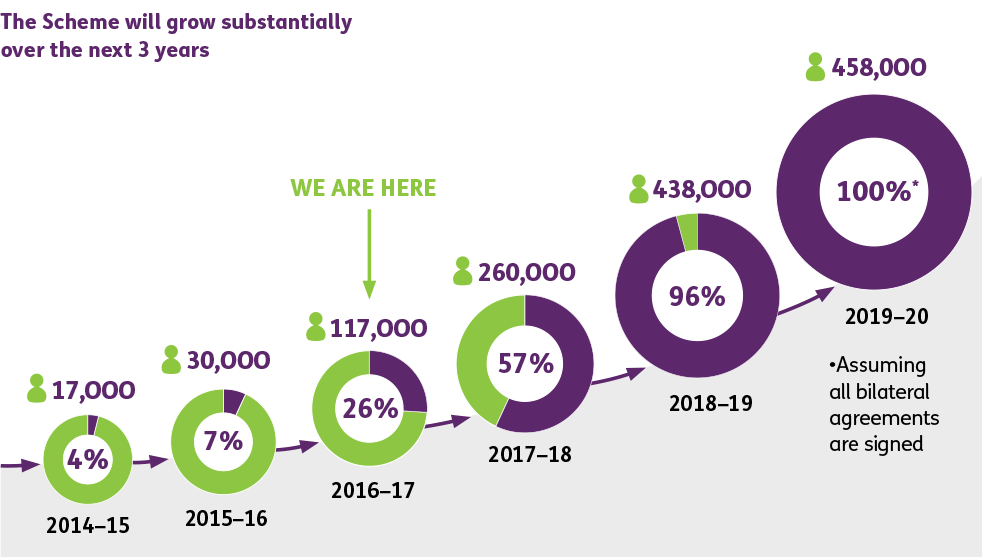 The Scheme will grow substantially
over the next 3 years
458,000
100%*
2019–20
•Assuming
all bilateral
agreements
are signed
WE ARE HERE
438,000
96%
2018–19
260,000
57%
2017–18
117,000
26%
2016–17
30,000
7%
2015–16
17,000
4%
2014–15